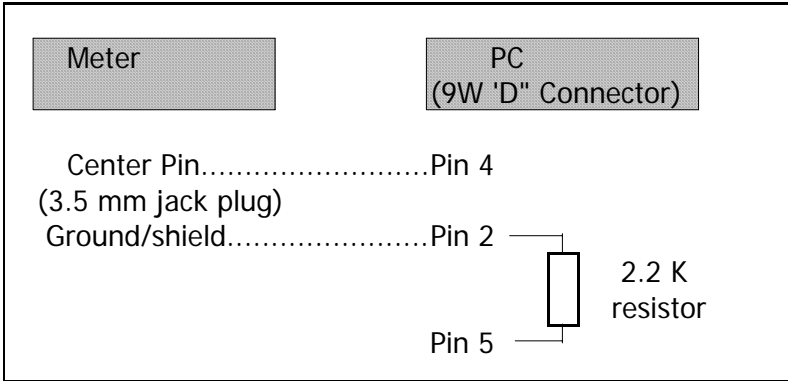 Meter
PC
(9W 'D" Connector)
Center Pin...........................Pin 4
(3.5 mm jack plug)
Ground/shield.......................Pin 2
2.2 K
resistor
Pin 5